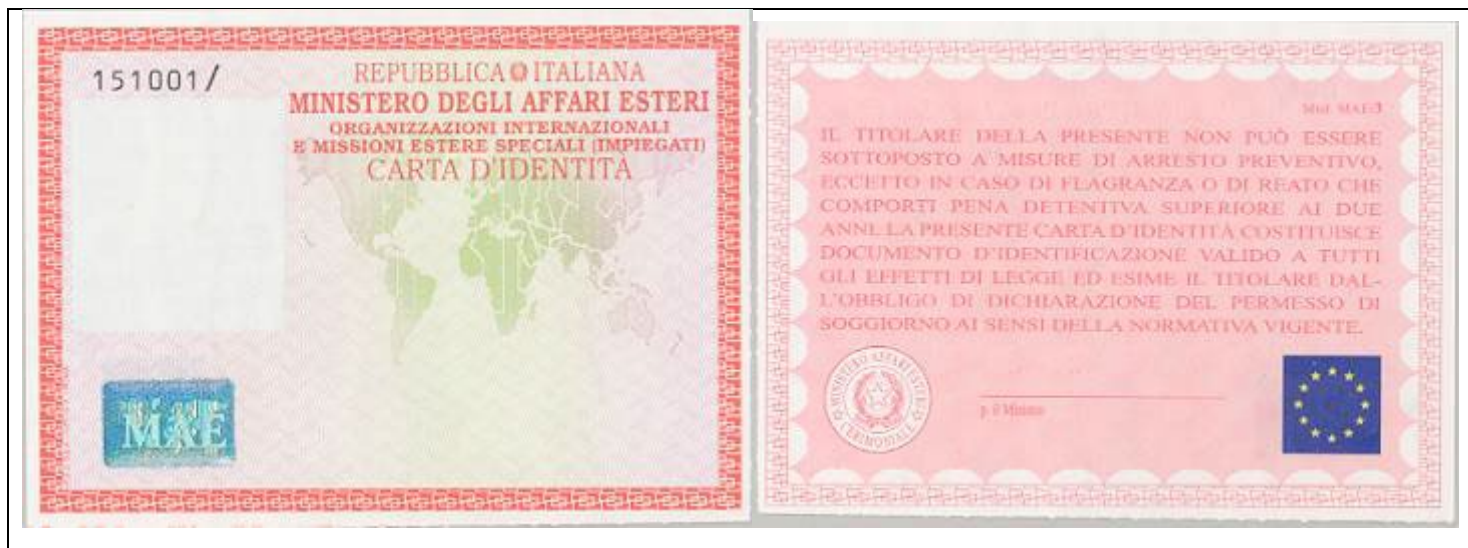 151001/
REPUBBLICA ITALIANA
MINISTERO DEGLI AFFARI ESTERI
ORGANIZZAZIONI INTERNAZIONALI
E MISSIONI ESTERE SPECIALI (IMPIEGATI)
CARTA D'IDENTITÀ
MAE
Mod. MAE/3
IL TITOLARE DELLA PRESENTE NON PUÒ ESSERE
SOTTOPOSTO A MISURE DI ARRESTO PREVENTIVO,
ECCETTO IN CASO DI FLAGRANZA O DI REATO CHE
COMPORTI PENA DETENTIVA SUPERIORE AI DUE
ANNI. LA PRESENTE CARTA D'IDENTITÀ COSTITUISCE
DOCUMENTO D'IDENTIFICAZIONE VALIDO A TUTTI
GLI EFFETTI DI LEGGE ED ESIME IL TITOLARE DAL-
L'OBBLIGO DI DICHIARAZIONE DEL PERMESSO DI
SOGGIORNO AI SENSI DELLA NORMATIVA VIGENTE.
MINISTERO AFFARI ESTERI
CERIMONIALE
p. il Ministro